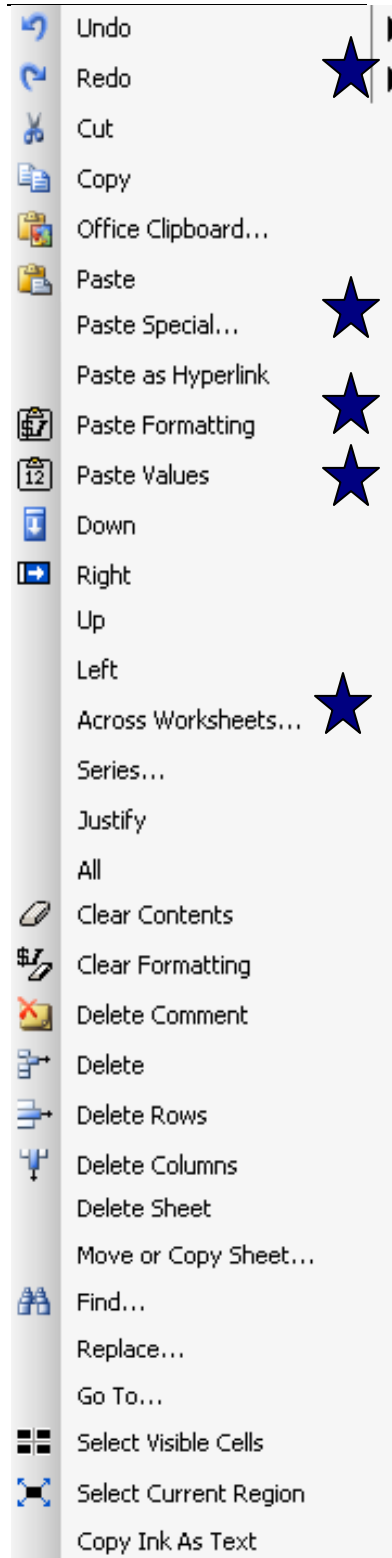 Undo
Redo
Cut
Copy
Office Clipboard...
Paste
Paste Special...
Paste as Hyperlink
Paste Formatting
Paste Values
Down
Right
Up
Left
Across Worksheets...
Series...
Justify
All
Clear Contents
Clear Formatting
Delete Comment
Delete
Delete Rows
Delete Columns
Delete Sheet
Move or Copy Sheet...
Find...
Replace...
Go To...
Select Visible Cells
Select Current Region
Copy Ink As Text